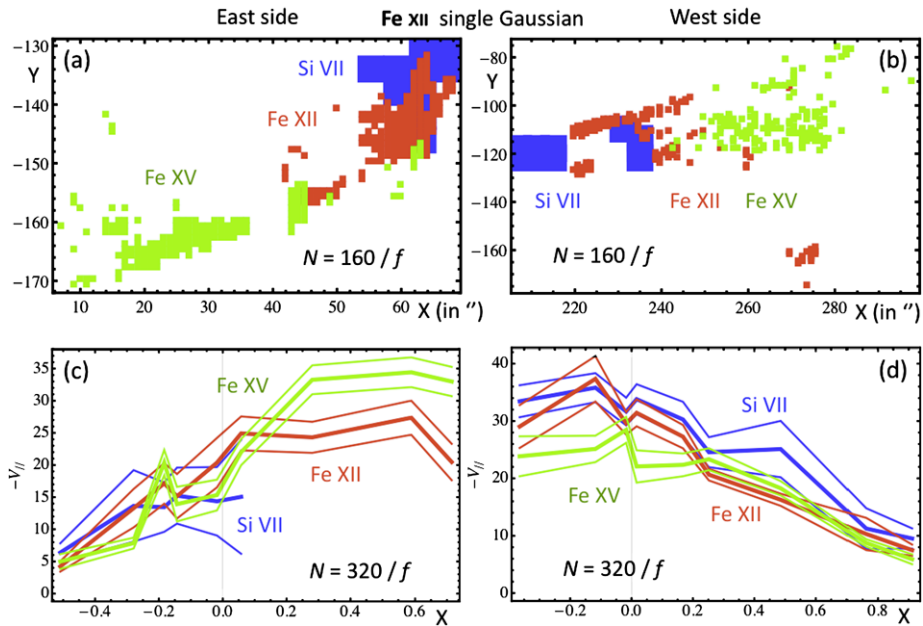 East side Fe XII single Gaussian West side
(a) (b)
Y Y
Si VII
Fe XII
Fe XV
Si VII Fe XII Fe XV
N = 160 / f N = 160 / f
−130
−140
−150
−160
−170
−80
−100
−120
−140
−160
10 20 30 40 50 60
X (in ″)
220 240 260 280
X (in ″)
(c) (d)
Fe XV
Fe XII
Si VII
Si VII
Fe XV
Fe XII
N = 320 / f N = 320 / f
−V//
35
30
25
20
15
10
5
0
−V//
40
30
20
10
0
−0.4 −0.2 0.0 0.2 0.4 0.6
X
−0.2 0.0 0.2 0.4 0.6 0.8
X